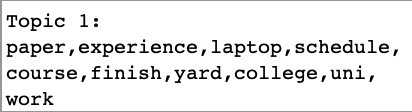 Topic 1:
paper,experience,laptop,schedule,
course,finish,yard,college,uni,
work